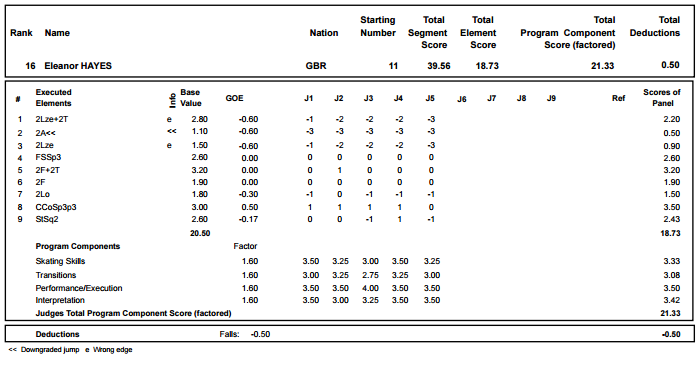 Rank Name Nation Starting Number Total Segment Score Total Element Score Total Program Component Score (factored) Total Deductions
16 Eleanor HAYES GBR 11 39.56 18.73 21.33 0.50
# Executed Elements Info Base Value GOE J1 J2 J3 J4 J5 J6 J7 J8 J9 Ref Scores of Panel
1 2Lze+2T e 2.80 -0.60 -1 -2 -2 -2 -3 2.20
2 2A<< << 1.10 -0.60 -3 -3 -3 -3 -3 0.50
3 2Lze e 1.50 -0.60 -1 -2 -2 -2 -3 0.90
4 FSSp3 2.60 0.00 0 0 0 0 0 2.60
5 2F+2T 3.20 0.00 0 1 0 0 0 3.20
6 2F 1.90 0.00 0 0 0 0 0 1.90
7 2Lo 1.80 -0.30 -1 0 -1 -1 -1 1.50
8 CCoSp3p3 3.00 0.50 1 1 1 1 0 3.50
9 StSq2 2.60 -0.17 0 0 -1 1 -1 2.43
20.50 18.73
Program Components Factor
Skating Skills 1.60 3.50 3.25 3.00 3.50 3.25 3.33
Transitions 1.60 3.00 3.25 2.75 3.25 3.00 3.08
Performance/Execution 1.60 3.50 3.50 4.00 3.50 3.50 3.50
Interpretation 1.60 3.50 3.00 3.25 3.50 3.50 3.42
Judges Total Program Component Score (factored) 21.33
Deductions Falls: -0.50 -0.50
<< Downgraded jump e Wrong edge